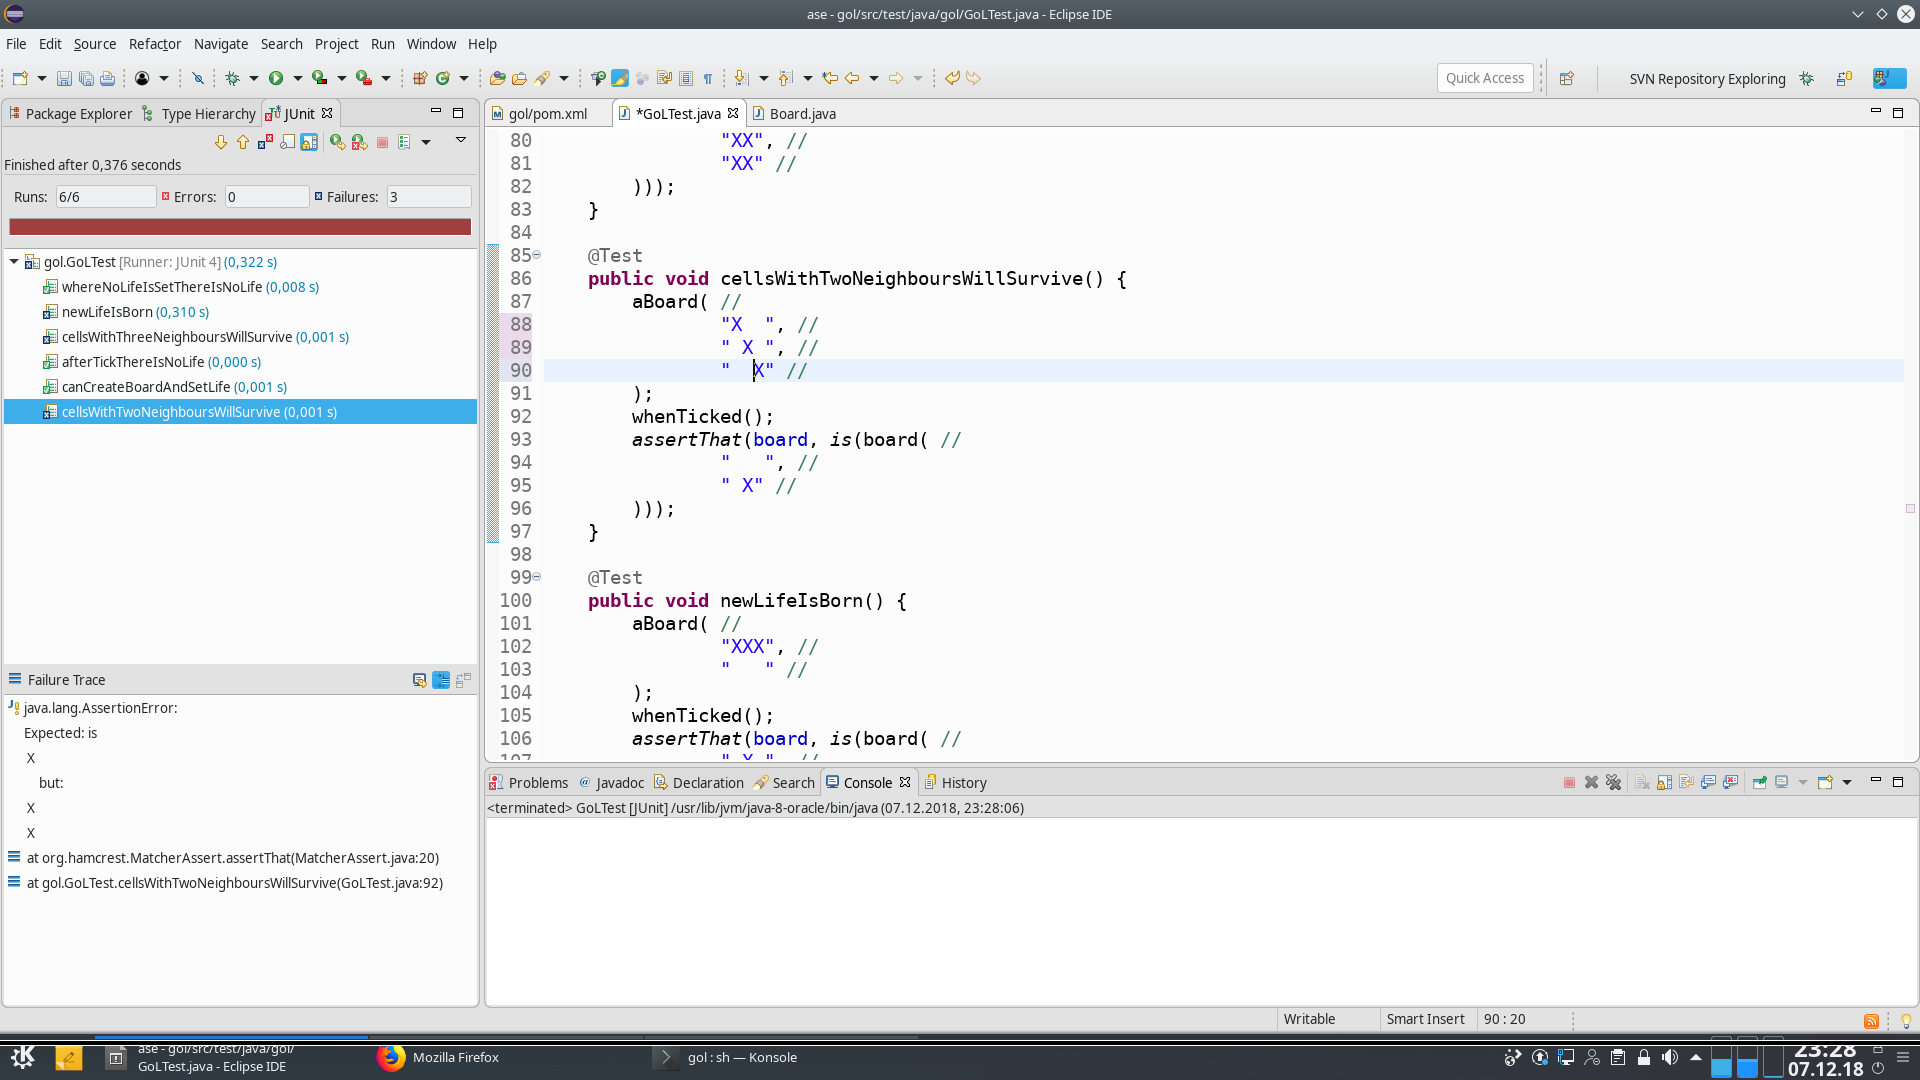 ase - gol/src/test/java/gol/GoLTest.java - Eclipse IDE
File Edit Source Refactor Navigate Search Project Run Window Help
Quick Access
SVN Repository Exploring
Package Explorer Type Hierarchy JUnit
Finished after 0,376 seconds
Runs: 6/6 Errors: 0 Failures: 3
gol.GoLTest [Runner: JUnit 4] (0,322 s)
whereNoLifeIsSetThereIsNoLife (0,008 s)
newLifeIsBorn (0,310 s)
cellsWithThreeNeighboursWillSurvive (0,001 s)
afterTickThereIsNoLife (0,000 s)
canCreateBoardAndSetLife (0,001 s)
cellsWithTwoNeighboursWillSurvive (0,001 s)
Failure Trace
java.lang.AssertionError:
Expected: is
X
but:
X
X
at org.hamcrest.MatcherAssert.assertThat(MatcherAssert.java:20)
at gol.GoLTest.cellsWithTwoNeighboursWillSurvive(GoLTest.java:92)
gol/pom.xml *GoLTest.java Board.java
80 "XX", //
81 "XX" //
82 )));
83 }
84
85 @Test
86 public void cellsWithTwoNeighboursWillSurvive() {
87 aBoard( //
88 "X  ", //
89 " X ", //
90 "  X" //
91 );
92 whenTicked();
93 assertThat(board, is(board( //
94 "   ", //
95 " X" //
96 )));
97 }
98
99 @Test
100 public void newLifeIsBorn() {
101 aBoard( //
102 "XXX", //
103 "   " //
104 );
105 whenTicked();
106 assertThat(board, is(board( //
107 " X ", //
Problems Javadoc Declaration Search Console History
<terminated> GoLTest [JUnit] /usr/lib/jvm/java-8-oracle/bin/java (07.12.2018, 23:28:06)
Writable Smart Insert 90 : 20
ase - gol/src/test/java/gol/
GoLTest.java - Eclipse IDE
Mozilla Firefox
gol : sh — Konsole
23:28
07.12.18